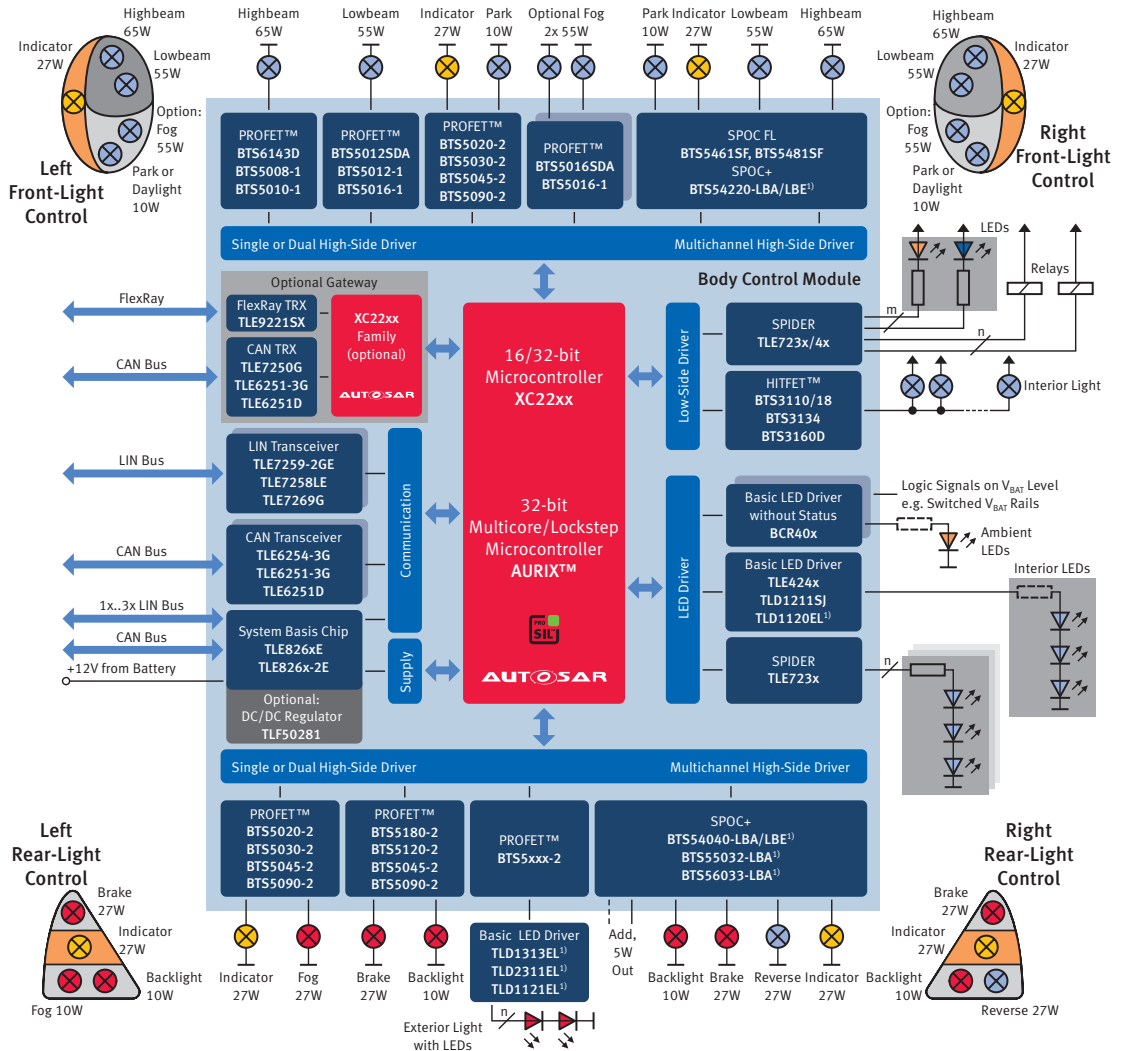 Highbeam
65W
Indicator
27W
Lowbeam
55W
Option:
Fog
55W
Park or
Daylight
10W
Left
Front-Light
Control
Highbeam
65W
Lowbeam
55W
Indicator
27W
Park
10W
Optional Fog
2x 55W
Park
10W
Indicator
27W
Lowbeam
55W
Highbeam
65W
Highbeam
65W
Lowbeam
55W
Indicator
27W
Option:
Fog
55W
Park or
Daylight
10W
Right
Front-Light
Control
PROFET™
BTS6143D
BTS5008-1
BTS5010-1
PROFET™
BTS5012SDA
BTS5012-1
BTS5016-1
PROFET™
BTS5020-2
BTS5030-2
BTS5045-2
BTS5090-2
PROFET™
BTS5016SDA
BTS5016-1
SPOC FL
BTS5461SF, BTS5481SF
SPOC+
BTS54220-LBA/LBE1)
Single or Dual High-Side Driver
Multichannel High-Side Driver
Body Control Module
Optional Gateway
FlexRay
FlexRay TRX
TLE9221SX
CAN Bus
CAN TRX
TLE7250G
TLE6251-3G
TLE6251D
XC22xx
Family
(optional)
AUTOSAR
16/32-bit
Microcontroller
XC22xx
32-bit
Multicore/Lockstep
Microcontroller
AURIX™
PRO
SIL
AUTOSAR
LIN Bus
LIN Transceiver
TLE7259-2GE
TLE7258LE
TLE7269G
CAN Bus
CAN Transceiver
TLE6254-3G
TLE6251-3G
TLE6251D
Communication
1x..3x LIN Bus
CAN Bus
+12V from Battery
System Basis Chip
TLE826xE
TLE826x-2E
Supply
Optional:
DC/DC Regulator
TLF50281
Low-Side Driver
SPIDER
TLE723x/4x
HITFET™
BTS3110/18
BTS3134
BTS3160D
LEDs
Relays
m
n
Interior Light
LED Driver
Basic LED Driver
without Status
BCR40x
Logic Signals on VBAT Level
e.g. Switched VBAT Rails
Ambient
LEDs
Basic LED Driver
TLE424x
TLD1211SJ
TLD1120EL1)
Interior LEDs
SPIDER
TLE723x
n
Single or Dual High-Side Driver
Multichannel High-Side Driver
PROFET™
BTS5020-2
BTS5030-2
BTS5045-2
BTS5090-2
PROFET™
BTS5180-2
BTS5120-2
BTS5045-2
BTS5090-2
PROFET™
BTS5xxx-2
SPOC+
BTS54040-LBA/LBE1)
BTS55032-LBA1)
BTS56033-LBA1)
Left
Rear-Light
Control
Brake
27W
Indicator
27W
Backlight
10W
Fog 10W
Indicator
27W
Fog
27W
Brake
27W
Backlight
10W
Basic LED Driver
TLD1313EL1)
TLD2311EL1)
TLD1121EL1)
n
Exterior Light
with LEDs
Add,
5W
Out
Backlight
10W
Brake
27W
Reverse
27W
Indicator
27W
Right
Rear-Light
Control
Brake
27W
Indicator
27W
Backlight
10W
Reverse 27W